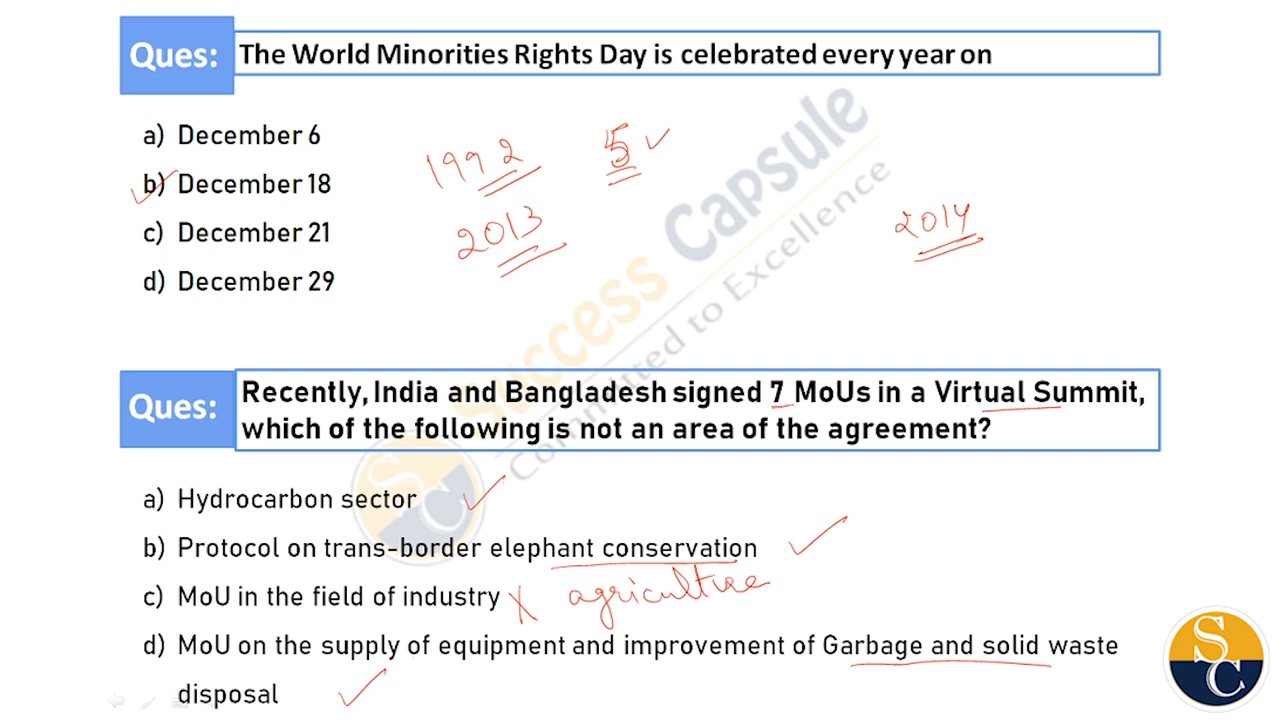 Ques: The World Minorities Rights Day is celebrated every year on
a) December 6
1992 5
b) December 18
2013
2014
c) December 21
d) December 29
Success Capsule
Committed to Excellence
Ques: Recently, India and Bangladesh signed 7 MoUs in a Virtual Summit,
which of the following is not an area of the agreement?
a) Hydrocarbon sector
b) Protocol on trans-border elephant conservation
c) MoU in the field of industry X agriculture
d) MoU on the supply of equipment and improvement of Garbage and solid waste
disposal
SC
SC